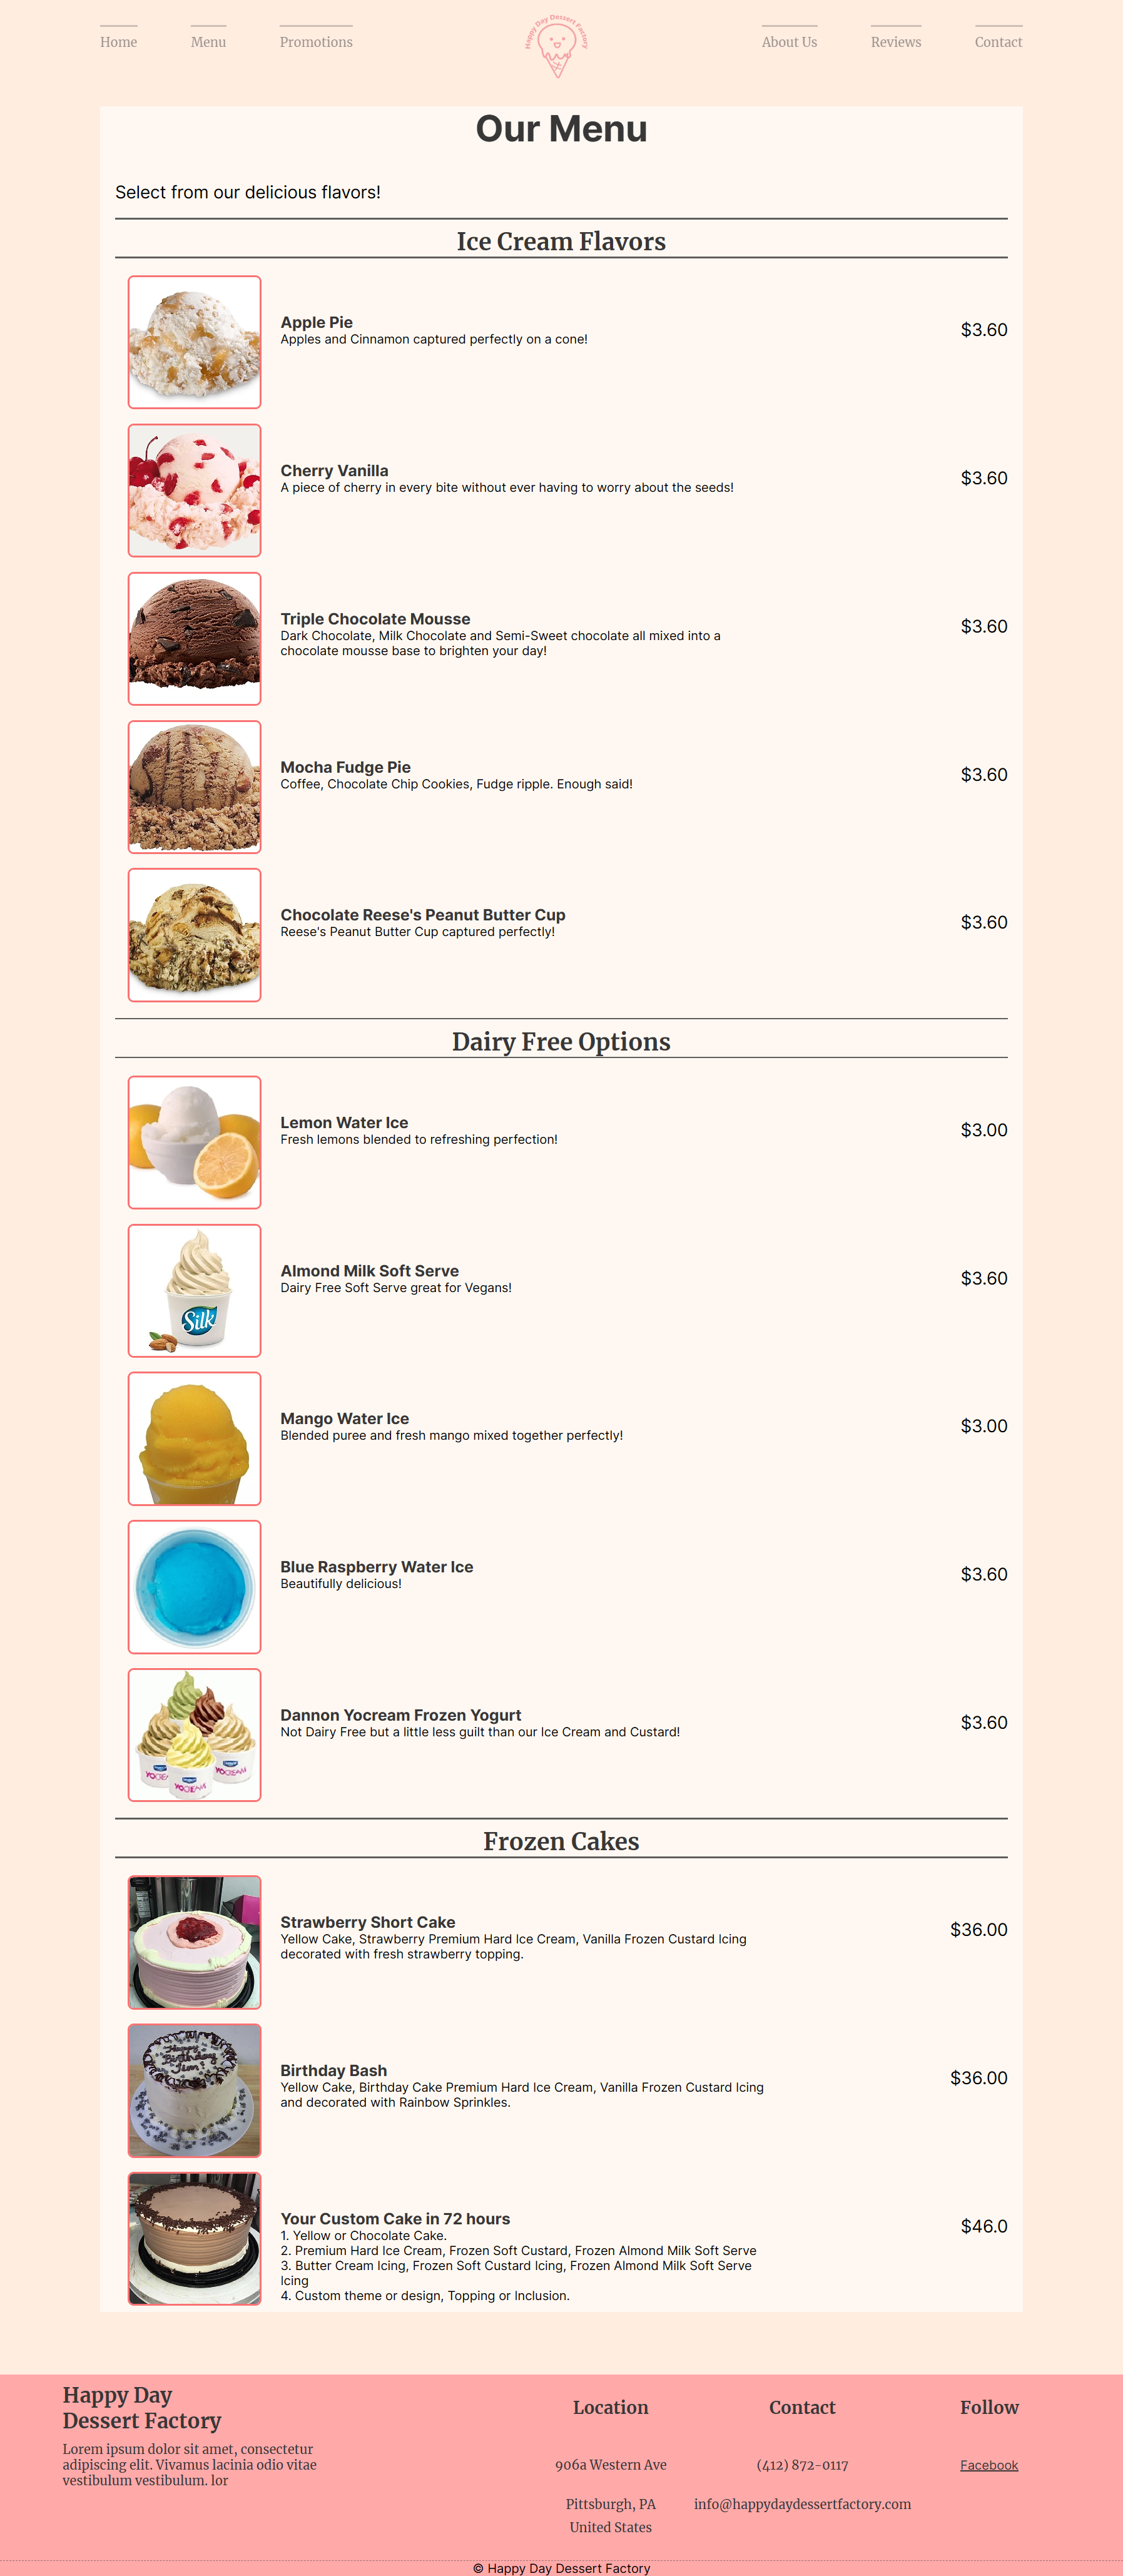 Home
Menu
Promotions
Happy Day Dessert Factory
About Us
Reviews
Contact
Our Menu
Select from our delicious flavors!
Ice Cream Flavors
Apple Pie
Apples and Cinnamon captured perfectly on a cone!
$3.60
Cherry Vanilla
A piece of cherry in every bite without ever having to worry about the seeds!
$3.60
Triple Chocolate Mousse
Dark Chocolate, Milk Chocolate and Semi-Sweet chocolate all mixed into a
chocolate mousse base to brighten your day!
$3.60
Mocha Fudge Pie
Coffee, Chocolate Chip Cookies, Fudge ripple. Enough said!
$3.60
Chocolate Reese's Peanut Butter Cup
Reese's Peanut Butter Cup captured perfectly!
$3.60
Dairy Free Options
Lemon Water Ice
Fresh lemons blended to refreshing perfection!
$3.00
Silk
Almond Milk Soft Serve
Dairy Free Soft Serve great for Vegans!
$3.60
Mango Water Ice
Blended puree and fresh mango mixed together perfectly!
$3.00
Blue Raspberry Water Ice
Beautifully delicious!
$3.60
Dannon Yocream Frozen Yogurt
Not Dairy Free but a little less guilt than our Ice Cream and Custard!
$3.60
Frozen Cakes
Strawberry Short Cake
Yellow Cake, Strawberry Premium Hard Ice Cream, Vanilla Frozen Custard Icing
decorated with fresh strawberry topping.
$36.00
Happy
Birthday
Jim!
Birthday Bash
Yellow Cake, Birthday Cake Premium Hard Ice Cream, Vanilla Frozen Custard Icing
and decorated with Rainbow Sprinkles.
$36.00
Your Custom Cake in 72 hours
1. Yellow or Chocolate Cake.
2. Premium Hard Ice Cream, Frozen Soft Custard, Frozen Almond Milk Soft Serve
3. Butter Cream Icing, Frozen Soft Custard Icing, Frozen Almond Milk Soft Serve
Icing
4. Custom theme or design, Topping or Inclusion.
$46.0
Happy Day
Dessert Factory
Lorem ipsum dolor sit amet, consectetur
adipiscing elit. Vivamus lacinia odio vitae
vestibulum vestibulum. lor
Location
906a Western Ave
Pittsburgh, PA
United States
Contact
(412) 872-0117
info@happydaydessertfactory.com
Follow
Facebook
© Happy Day Dessert Factory